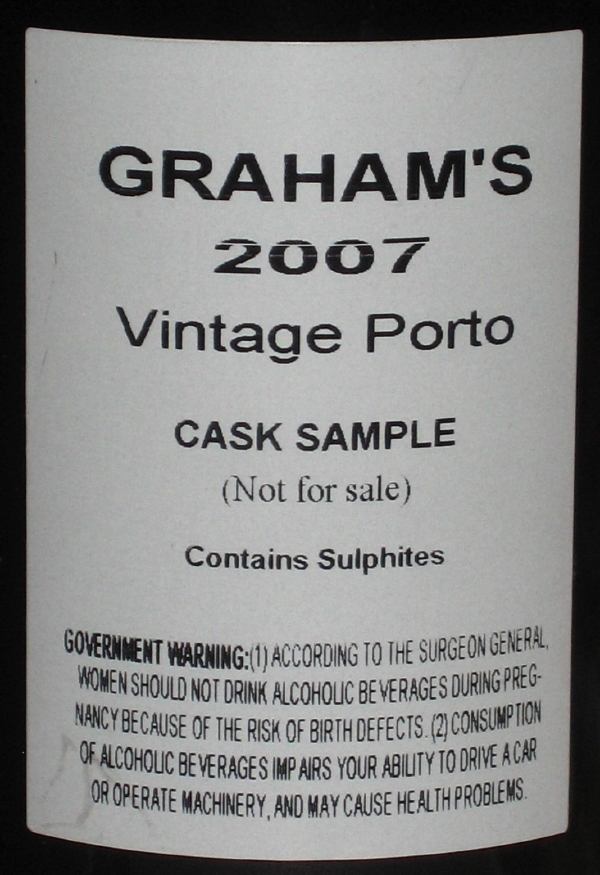 GRAHAM'S
2007
Vintage Porto
CASK SAMPLE
(Not for sale)
Contains Sulphites
GOVERNMENT WARNING:(1) ACCORDING TO THE SURGEON GENERAL,
WOMEN SHOULD NOT DRINK ALCOHOLIC BEVERAGES DURING PREG-
NANCY BECAUSE OF THE RISK OF BIRTH DEFECTS. (2) CONSUMPTION
OF ALCOHOLIC BEVERAGES IMPAIRS YOUR ABILITY TO DRIVE A CAR
OR OPERATE MACHINERY, AND MAY CAUSE HEALTH PROBLEMS.